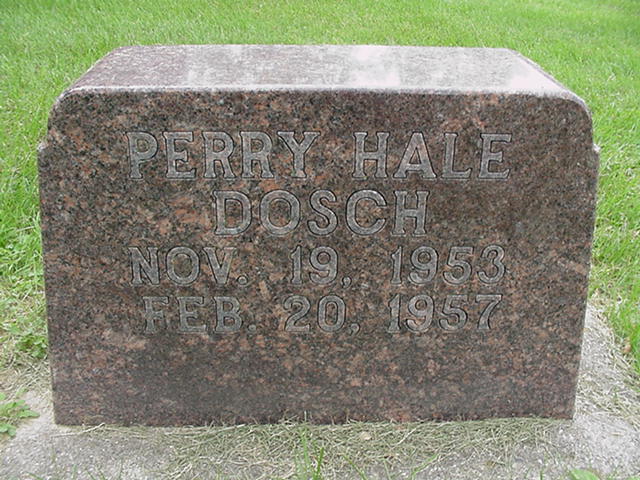 PERRY HALE
DOSCH
NOV. 19, 1953
FEB. 20, 1957